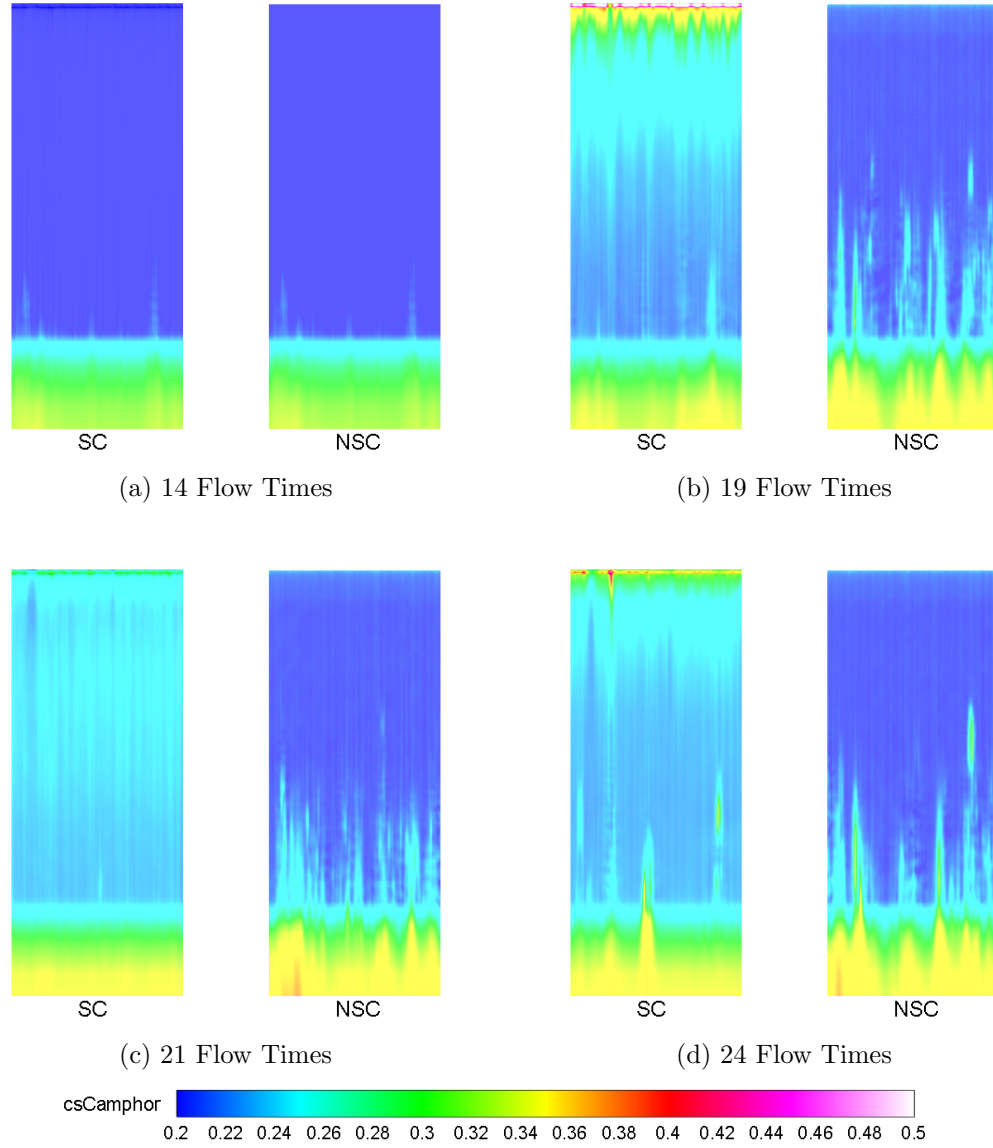 SC NSC SC NSC
(a) 14 Flow Times (b) 19 Flow Times
SC NSC SC NSC
(c) 21 Flow Times (d) 24 Flow Times
csCamphor
0.2 0.22 0.24 0.26 0.28 0.3 0.32 0.34 0.36 0.38 0.4 0.42 0.44 0.46 0.48 0.5